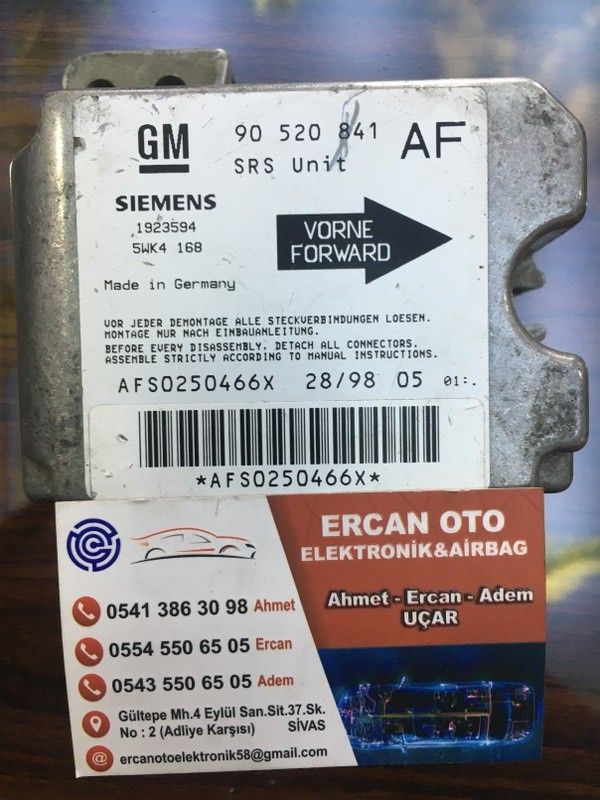 GM 90 520 841 AF
SRS Unit
SIEMENS
1923594
5WK4 168
VORNE
FORWARD
Made in Germany
VOR JEDER DEMONTAGE ALLE STECKVERBINDUNGEN LOESEN.
MONTAGE NUR NACH EINBAUANLEITUNG.
BEFORE EVERY DISASSEMBLY. DETACH ALL CONNECTORS.
ASSEMBLE STRICTLY ACCORDING TO MANUAL INSTRUCTIONS.
AFS0250466X 28/98 05 01:.
*AFS0250466X*
ERCAN OTO
ELEKTRONİK&AİRBAG
Ahmet - Ercan - Adem
UÇAR
0541 386 30 98 Ahmet
0554 550 65 05 Ercan
0543 550 65 05 Adem
Gültepe Mh.4 Eylül San.Sit.37.Sk.
No : 2 (Adliye Karşısı) SİVAS
ercanotoelektronik58@gmail.com